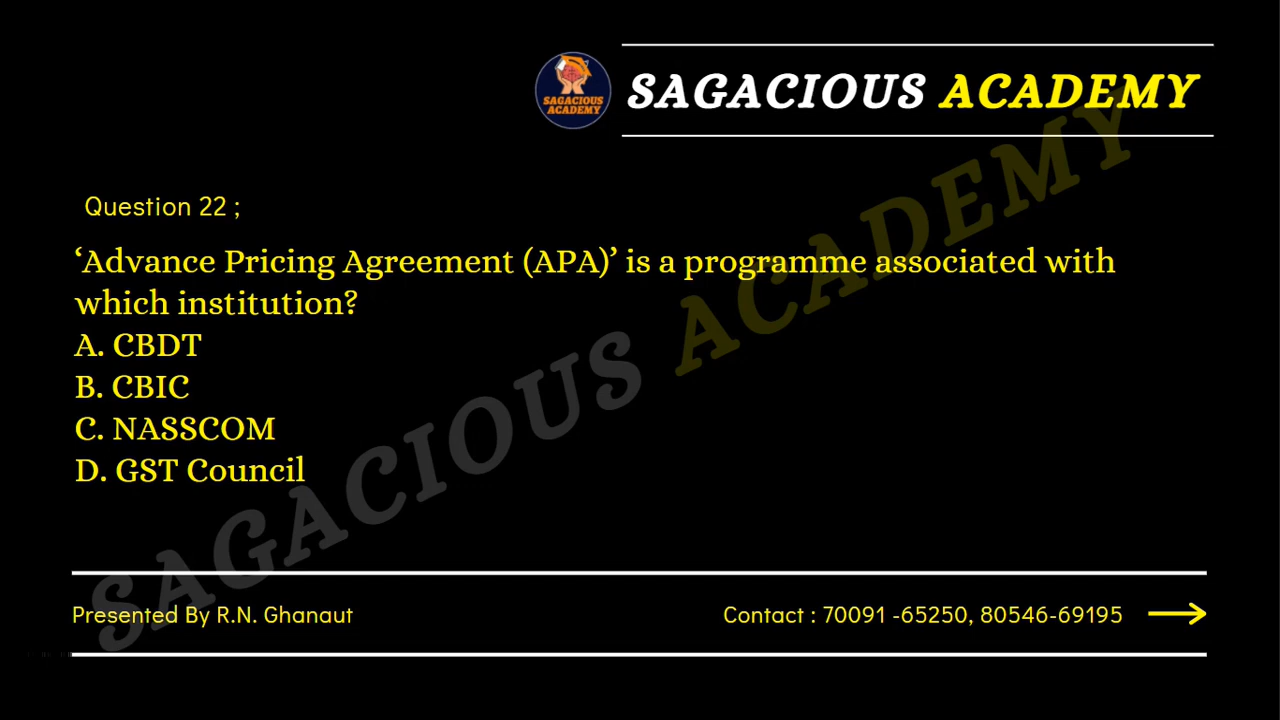 SAGACIOUS ACADEMY
SAGACIOUS
ACADEMY
Question 22 ;
‘Advance Pricing Agreement (APA)’ is a programme associated with
which institution?
A. CBDT
B. CBIC
C. NASSCOM
D. GST Council
SAGACIOUS ACADEMY
Presented By R.N. Ghanaut
Contact : 70091 -65250, 80546-69195